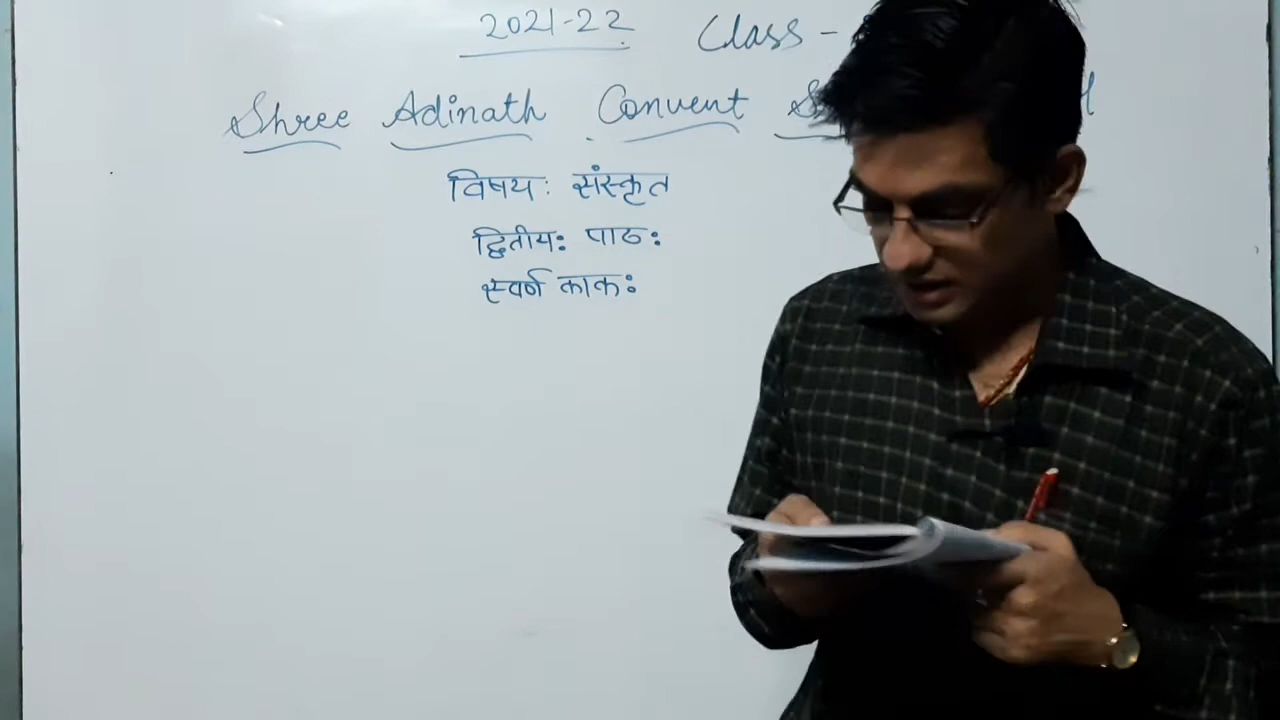 2021-22 Class -
Shree Adinath Convent
विषय: संस्कृत
द्वितीय: पाठ:
स्वर्ण काक: